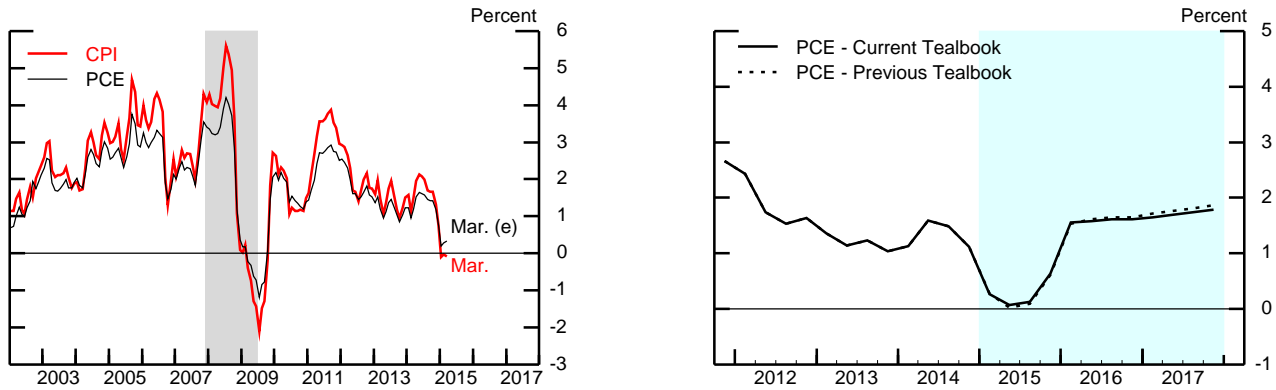 Percent
CPI
PCE
6
5
4
3
2
1
0
-1
-2
-3
Mar. (e)
Mar.
2003 2005 2007 2009 2011 2013 2015 2017
Percent
PCE - Current Tealbook
PCE - Previous Tealbook
5
4
3
2
1
0
-1
2012 2013 2014 2015 2016 2017